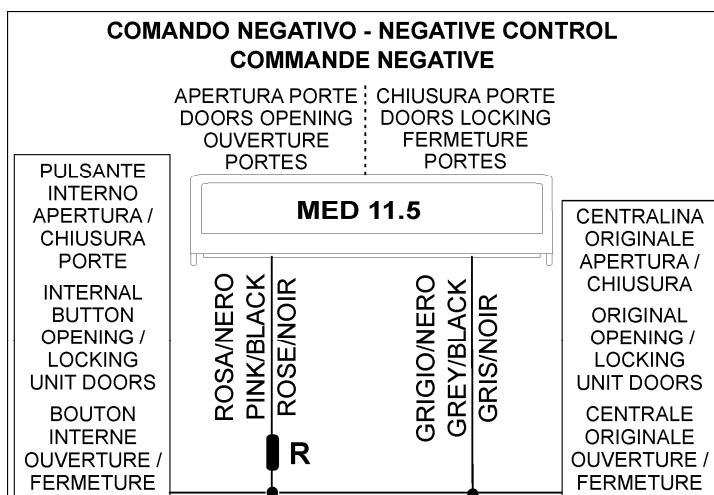 COMANDO NEGATIVO - NEGATIVE CONTROL
COMMANDE NEGATIVE
APERTURA PORTE
DOORS OPENING
OUVERTURE
PORTES
CHIUSURA PORTE
DOORS LOCKING
FERMETURE
PORTES
PULSANTE
INTERNO
APERTURA /
CHIUSURA
PORTE
INTERNAL
BUTTON
OPENING /
LOCKING
UNIT DOORS
BOUTON
INTERNE
OUVERTURE /
FERMETURE
MED 11.5
ROSA/NERO
PINK/BLACK
ROSE/NOIR
R
GRIGIO/NERO
GREY/BLACK
GRIS/NOIR
CENTRALINA
ORIGINALE
APERTURA /
CHIUSURA
ORIGINAL
OPENING /
LOCKING
UNIT DOORS
CENTRALE
ORIGINALE
OUVERTURE /
FERMETURE